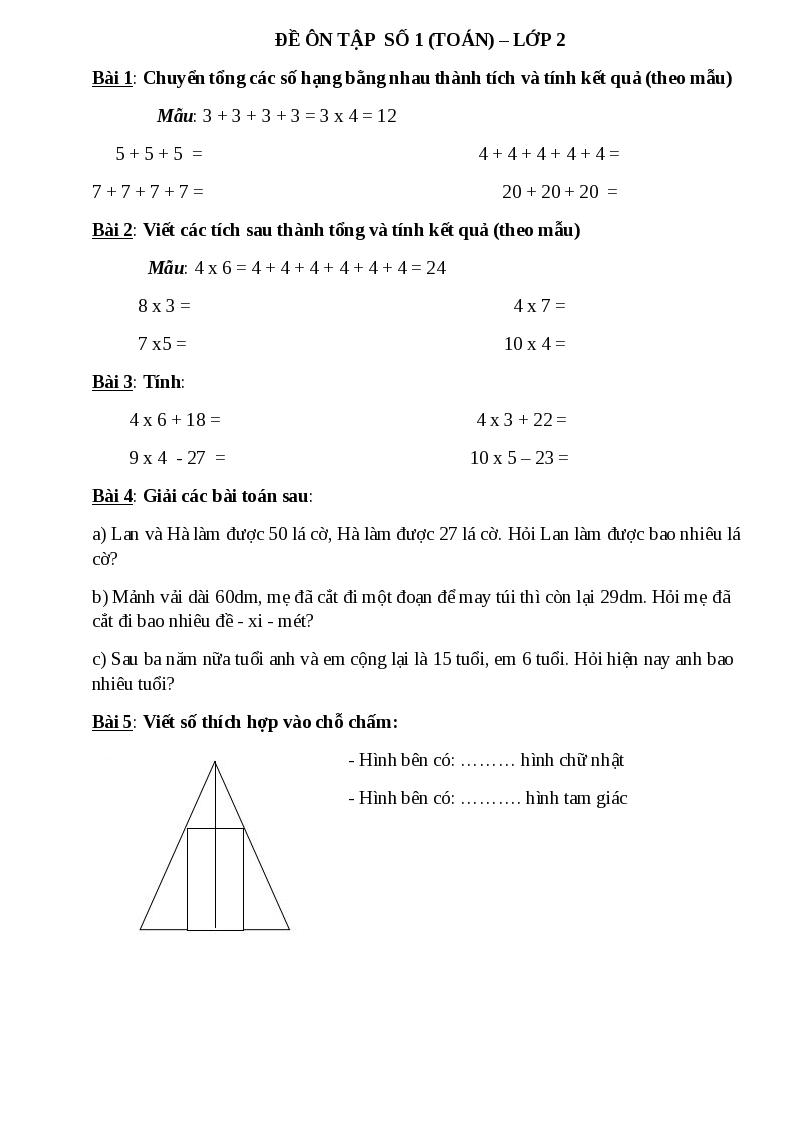 ĐỀ ÔN TẬP SỐ 1 (TOÁN) – LỚP 2
Bài 1: Chuyển tổng các số hạng bằng nhau thành tích và tính kết quả (theo mẫu)
Mẫu: 3 + 3 + 3 + 3 = 3 x 4 = 12
5 + 5 + 5 = 4 + 4 + 4 + 4 + 4 =
7 + 7 + 7 + 7 = 20 + 20 + 20 =
Bài 2: Viết các tích sau thành tổng và tính kết quả (theo mẫu)
Mẫu: 4 x 6 = 4 + 4 + 4 + 4 + 4 + 4 = 24
8 x 3 = 4 x 7 =
7 x5 = 10 x 4 =
Bài 3: Tính:
4 x 6 + 18 = 4 x 3 + 22 =
9 x 4 - 27 = 10 x 5 – 23 =
Bài 4: Giải các bài toán sau:
a) Lan và Hà làm được 50 lá cờ, Hà làm được 27 lá cờ. Hỏi Lan làm được bao nhiêu lá
cờ?
b) Mảnh vải dài 60dm, mẹ đã cắt đi một đoạn để may túi thì còn lại 29dm. Hỏi mẹ đã
cắt đi bao nhiêu đề - xi - mét?
c) Sau ba năm nữa tuổi anh và em cộng lại là 15 tuổi, em 6 tuổi. Hỏi hiện nay anh bao
nhiêu tuổi?
Bài 5: Viết số thích hợp vào chỗ chấm:
- Hình bên có: ……… hình chữ nhật
- Hình bên có: ………. hình tam giác